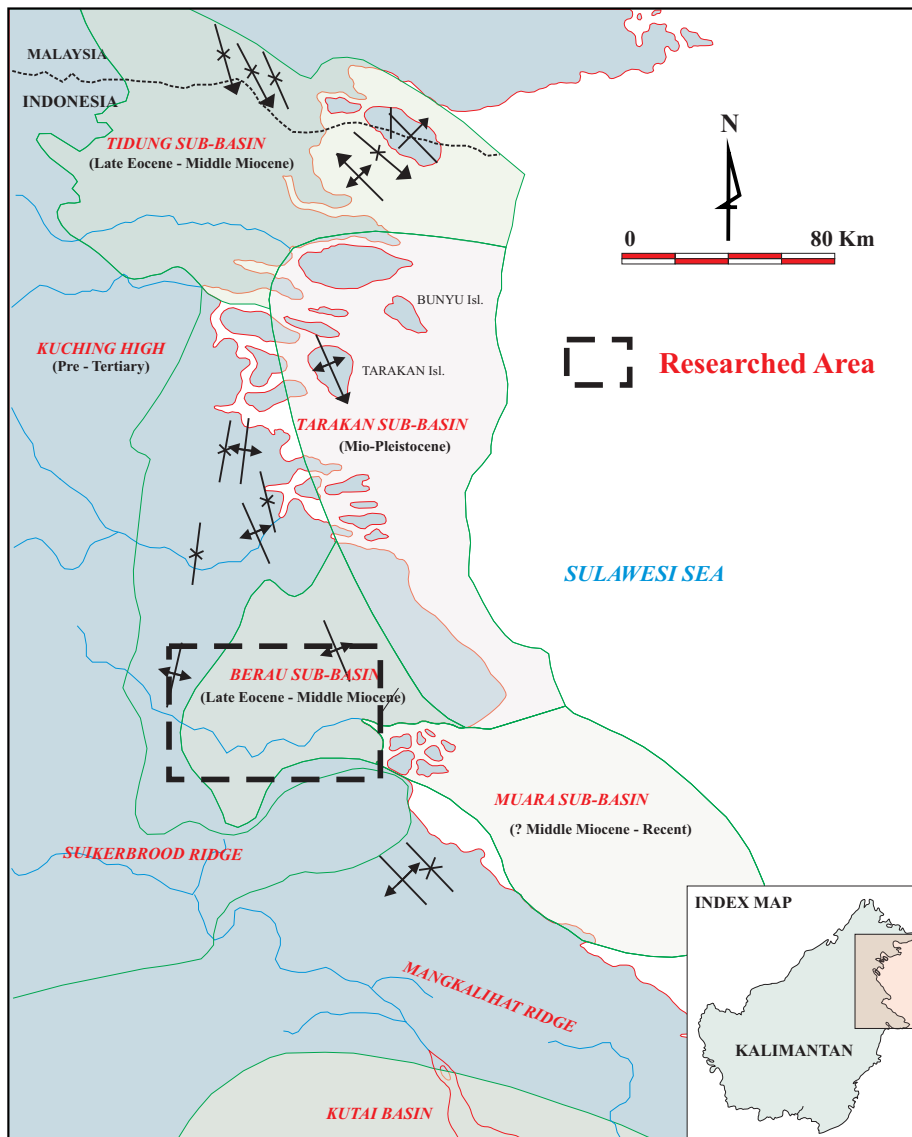 MALAYSIA
INDONESIA
TIDUNG SUB-BASIN
(Late Eocene - Middle Miocene)
N
0 80 Km
BUNYU Isl.
KUCHING HIGH
(Pre - Tertiary)
Researched Area
TARAKAN Isl.
TARAKAN SUB-BASIN
(Mio-Pleistocene)
SULAWESI SEA
BERAU SUB-BASIN
(Late Eocene - Middle Miocene)
MUARA SUB-BASIN
(? Middle Miocene - Recent)
SUIKERBROOD RIDGE
INDEX MAP
MANGKALIHAT RIDGE
KALIMANTAN
KUTAI BASIN